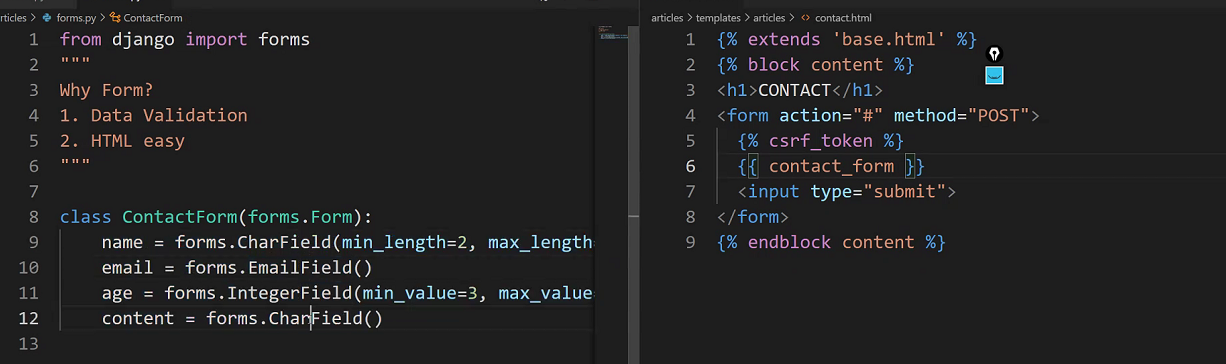 rticles > forms.py > ContactForm
1 from django import forms
2 """
3 Why Form?
4 1. Data Validation
5 2. HTML easy
6 """
7
8 class ContactForm(forms.Form):
9 name = forms.CharField(min_length=2, max_length=
10 email = forms.EmailField()
11 age = forms.IntegerField(min_value=3, max_value=
12 content = forms.CharField()
13
articles > templates > articles > <> contact.html
1 {% extends 'base.html' %}
2 {% block content %}
3 <h1>CONTACT</h1>
4 <form action="#" method="POST">
5 {% csrf_token %}
6 {{ contact_form }}
7 <input type="submit">
8 </form>
9 {% endblock content %}